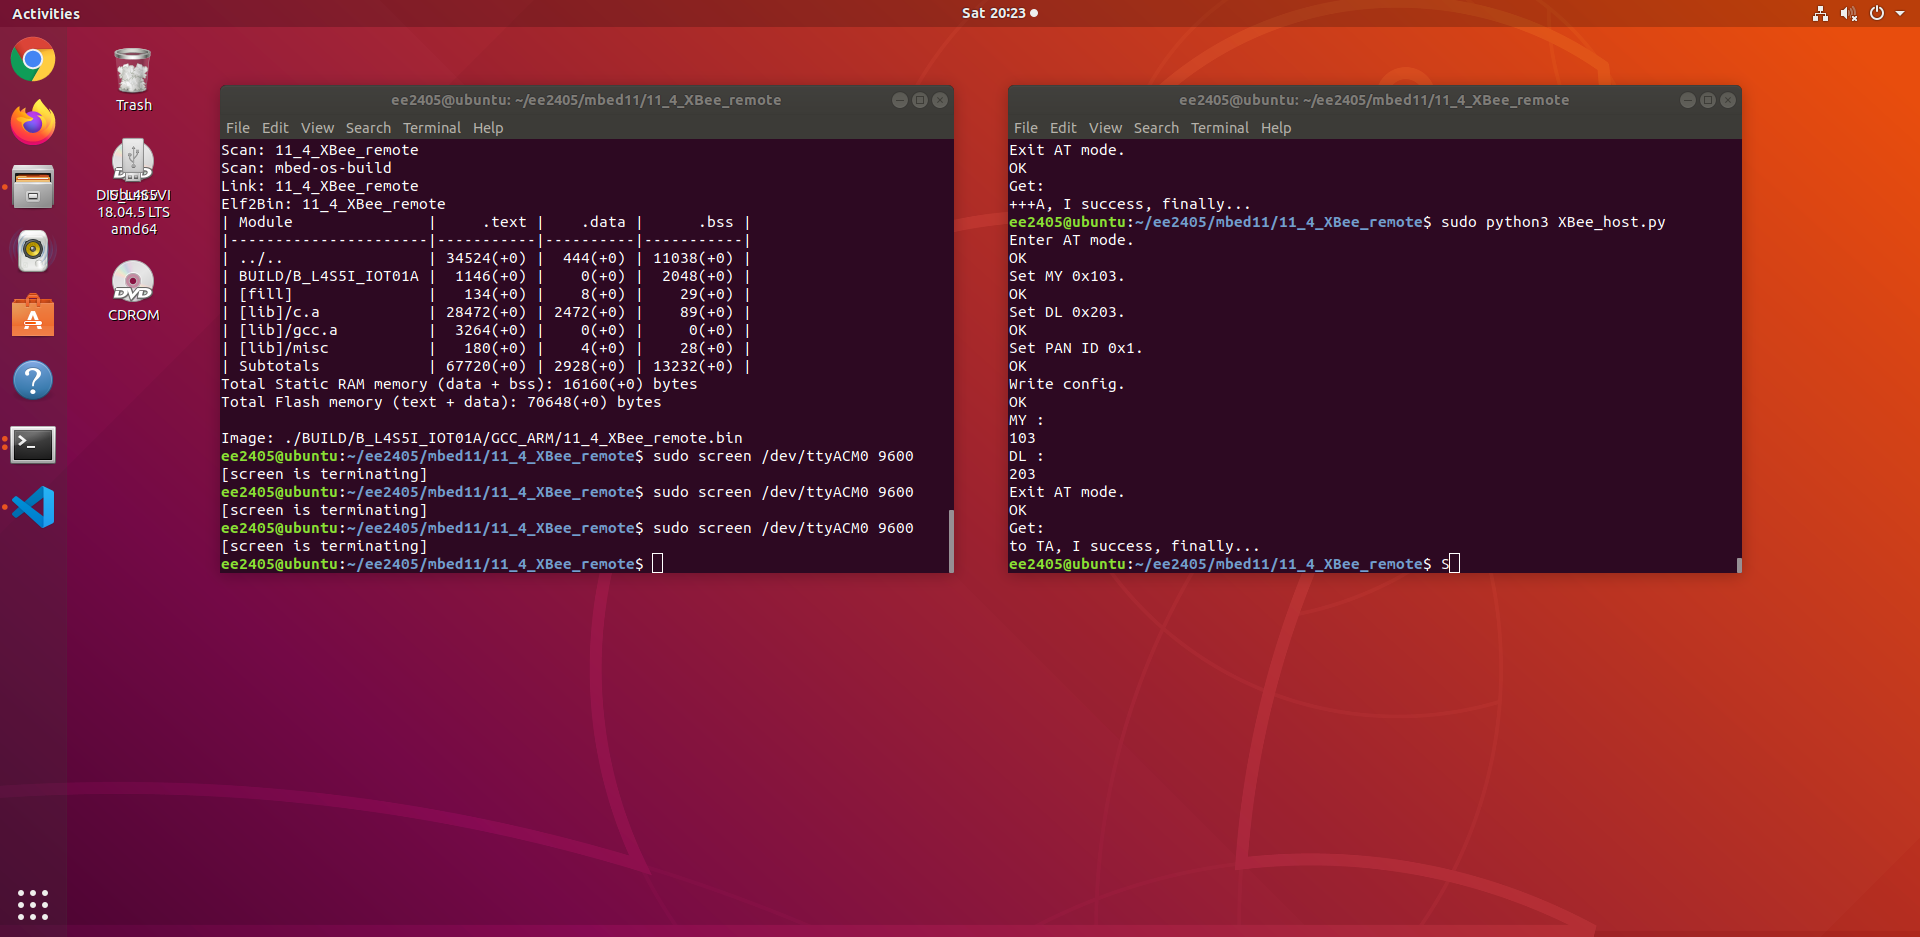 Activities
Sat 20:23
Trash
18.04.5 LTS
amd64
CDROM
ee2405@ubuntu: ~/ee2405/mbed11/11_4_XBee_remote
File Edit View Search Terminal Help
Scan: 11_4_XBee_remote
Scan: mbed-os-build
Link: 11_4_XBee_remote
Elf2Bin: 11_4_XBee_remote
| Module               |     .text |    .data |      .bss |
|----------------------|-----------|----------|-----------|
| ../..                | 34524(+0) |  444(+0) | 11038(+0) |
| BUILD/B_L4S5I_IOT01A |  1146(+0) |    0(+0) |  2048(+0) |
| [fill]               |   134(+0) |    8(+0) |    29(+0) |
| [lib]/c.a            | 28472(+0) | 2472(+0) |    89(+0) |
| [lib]/gcc.a          |  3264(+0) |    0(+0) |     0(+0) |
| [lib]/misc           |   180(+0) |    4(+0) |    28(+0) |
| Subtotals            | 67720(+0) | 2928(+0) | 13232(+0) |
Total Static RAM memory (data + bss): 16160(+0) bytes
Total Flash memory (text + data): 70648(+0) bytes
Image: ./BUILD/B_L4S5I_IOT01A/GCC_ARM/11_4_XBee_remote.bin
ee2405@ubuntu:~/ee2405/mbed11/11_4_XBee_remote$ sudo screen /dev/ttyACM0 9600
[screen is terminating]
ee2405@ubuntu:~/ee2405/mbed11/11_4_XBee_remote$ sudo screen /dev/ttyACM0 9600
[screen is terminating]
ee2405@ubuntu:~/ee2405/mbed11/11_4_XBee_remote$ sudo screen /dev/ttyACM0 9600
[screen is terminating]
ee2405@ubuntu:~/ee2405/mbed11/11_4_XBee_remote$
ee2405@ubuntu: ~/ee2405/mbed11/11_4_XBee_remote
File Edit View Search Terminal Help
Exit AT mode.
OK
Get:
+++A, I success, finally...
ee2405@ubuntu:~/ee2405/mbed11/11_4_XBee_remote$ sudo python3 XBee_host.py
Enter AT mode.
OK
Set MY 0x103.
OK
Set DL 0x203.
OK
Set PAN ID 0x1.
OK
Write config.
OK
MY :
103
DL :
203
Exit AT mode.
OK
Get:
to TA, I success, finally...
ee2405@ubuntu:~/ee2405/mbed11/11_4_XBee_remote$ S